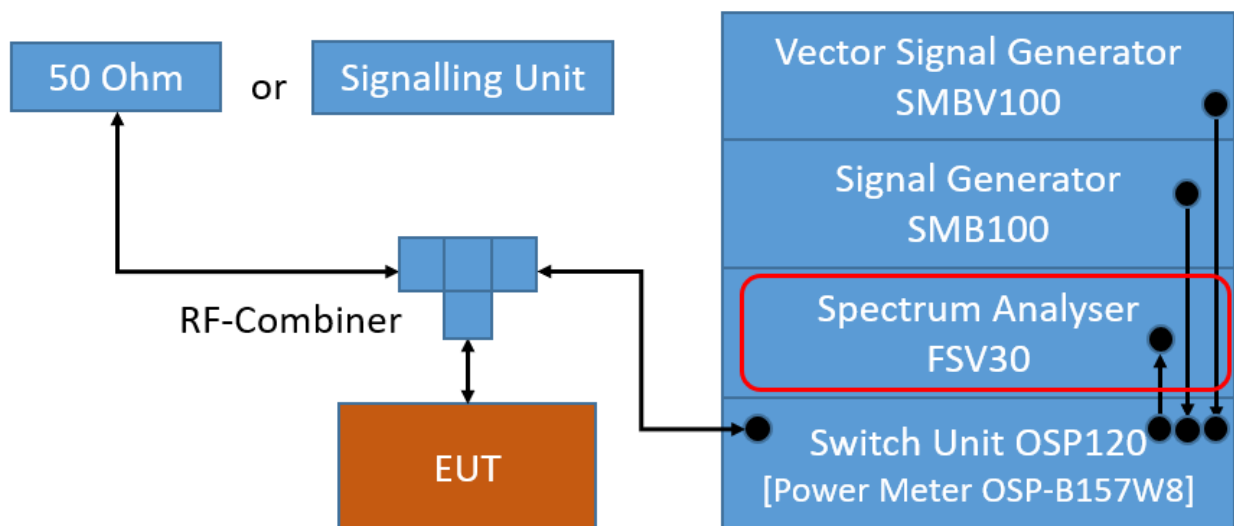 50 Ohm
or
Signalling Unit
RF-Combiner
EUT
Vector Signal Generator
SMBV100
Signal Generator
SMB100
Spectrum Analyser
FSV30
Switch Unit OSP120
[Power Meter OSP-B157W8]